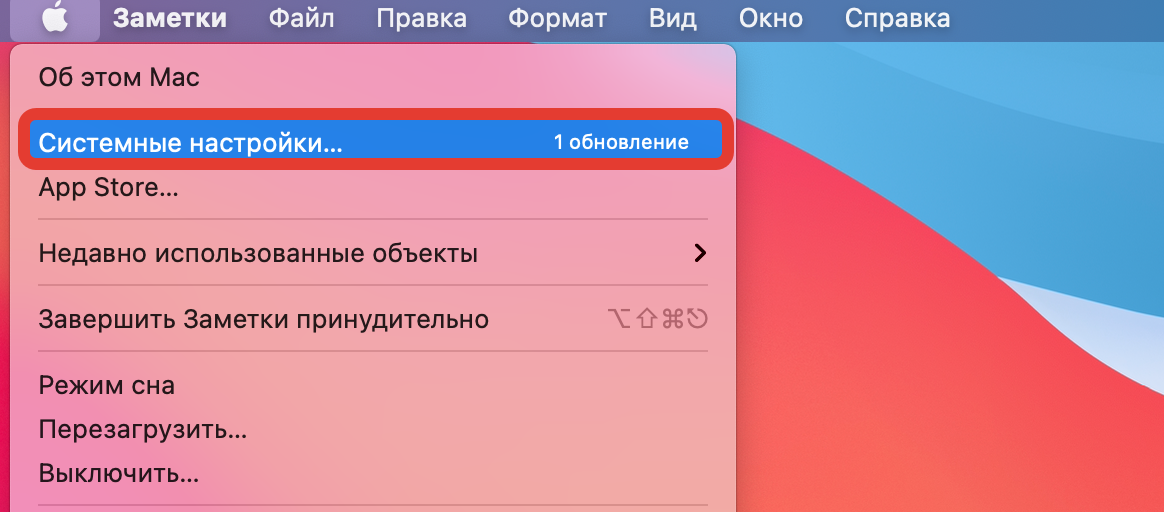 Заметки Файл Правка Формат Вид Окно Справка
Об этом Mac
Системные настройки... 1 обновление
App Store...
Недавно использованные объекты
Завершить Заметки принудительно ⌥⇧⌘⎋
Режим сна
Перезагрузить...
Выключить...